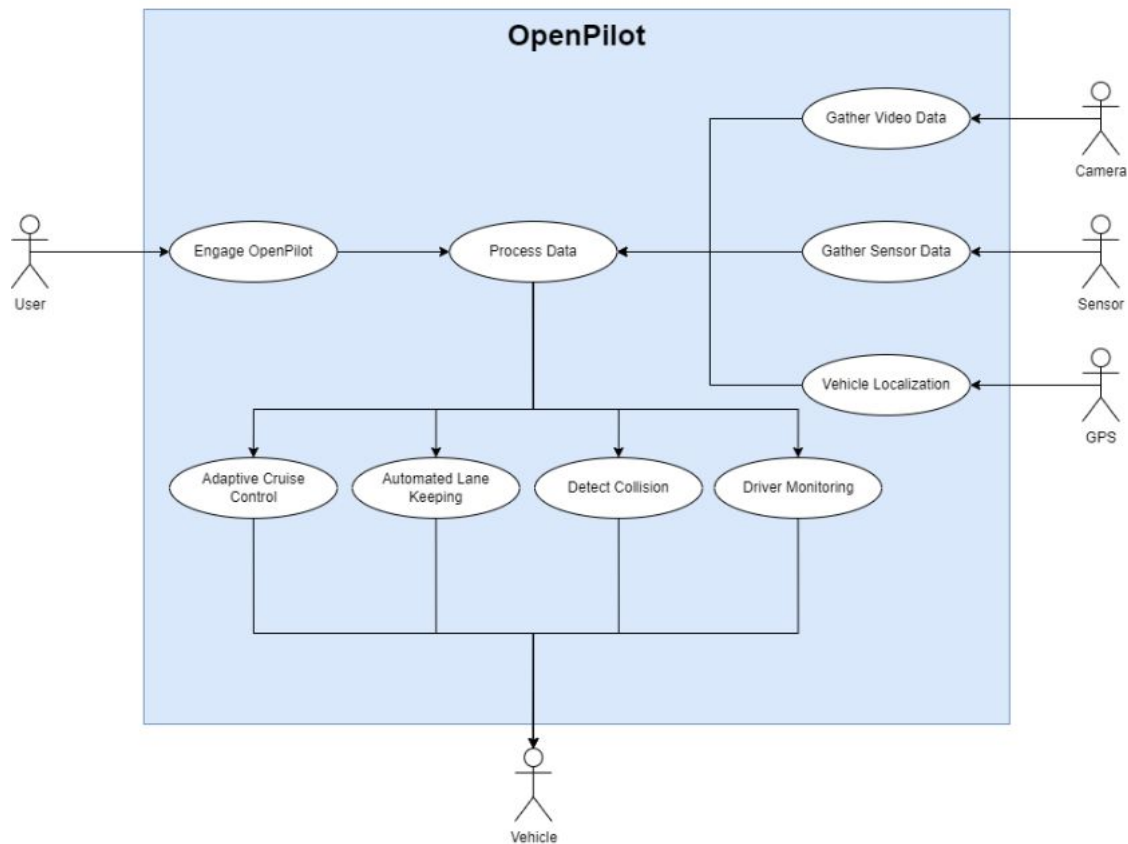 OpenPilot
Gather Video Data
Camera
Engage OpenPilot
Process Data
Gather Sensor Data
User
Sensor
Vehicle Localization
GPS
Adaptive Cruise
Control
Automated Lane
Keeping
Detect Collision
Driver Monitoring
Vehicle